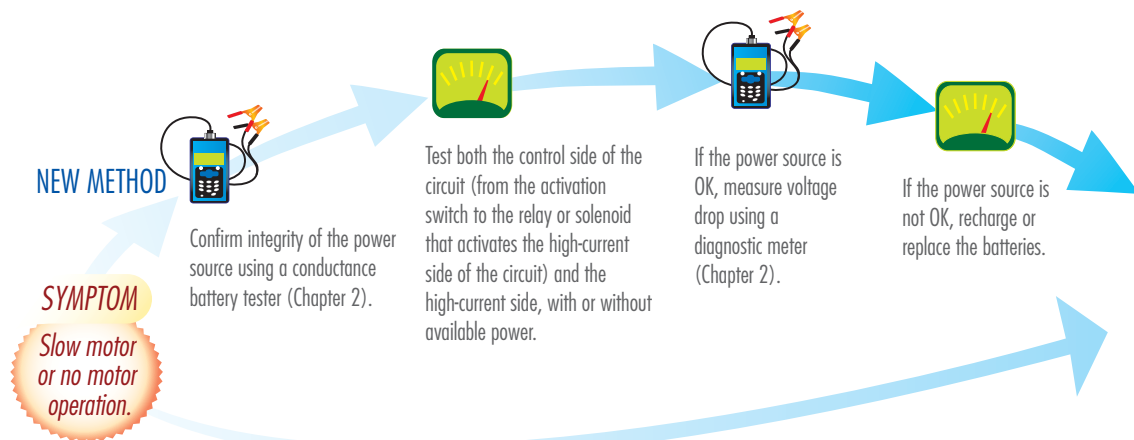 NEW METHOD
Confirm integrity of the power
source using a conductance
battery tester (Chapter 2).
Test both the control side of the
circuit (from the activation
switch to the relay or solenoid
that activates the high-current
side of the circuit) and the
high-current side, with or without
available power.
If the power source is
OK, measure voltage
drop using a
diagnostic meter
(Chapter 2).
If the power source is
not OK, recharge or
replace the batteries.
SYMPTOM
Slow motor
or no motor
operation.